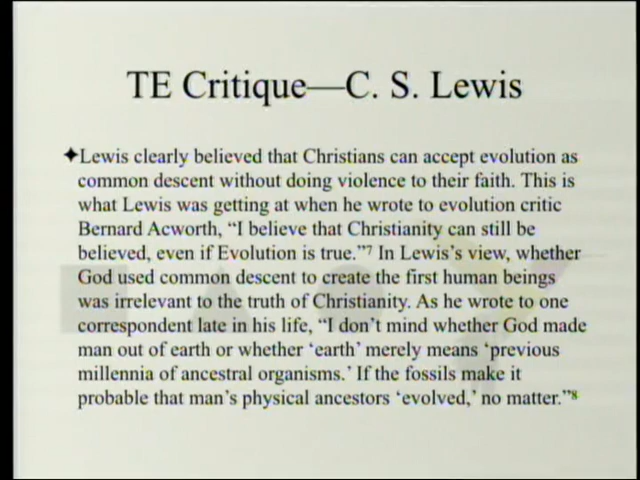 TE Critique—C. S. Lewis
✦Lewis clearly believed that Christians can accept evolution as
common descent without doing violence to their faith. This is
what Lewis was getting at when he wrote to evolution critic
Bernard Acworth, “I believe that Christianity can still be
believed, even if Evolution is true.”⁷ In Lewis’s view, whether
God used common descent to create the first human beings
was irrelevant to the truth of Christianity. As he wrote to one
correspondent late in his life, “I don’t mind whether God made
man out of earth or whether ‘earth’ merely means ‘previous
millennia of ancestral organisms.’ If the fossils make it
probable that man’s physical ancestors ‘evolved,’ no matter.”⁸